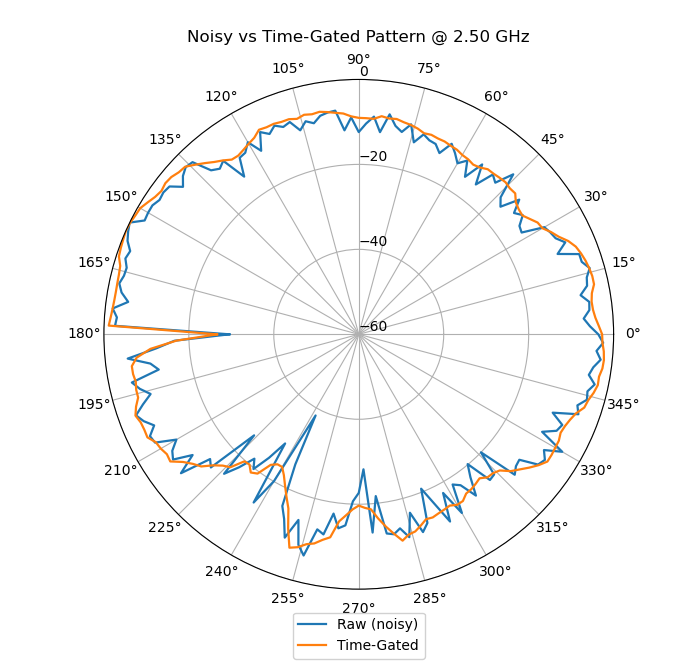 Noisy vs Time-Gated Pattern @ 2.50 GHz
90°
105° 0 75°
120° 60°
135° 45°
−20
150° 30°
−40
165° 15°
180° −60 0°
195° 345°
210° 330°
225° 315°
240° 300°
255° 285°
270°
Raw (noisy)
Time-Gated